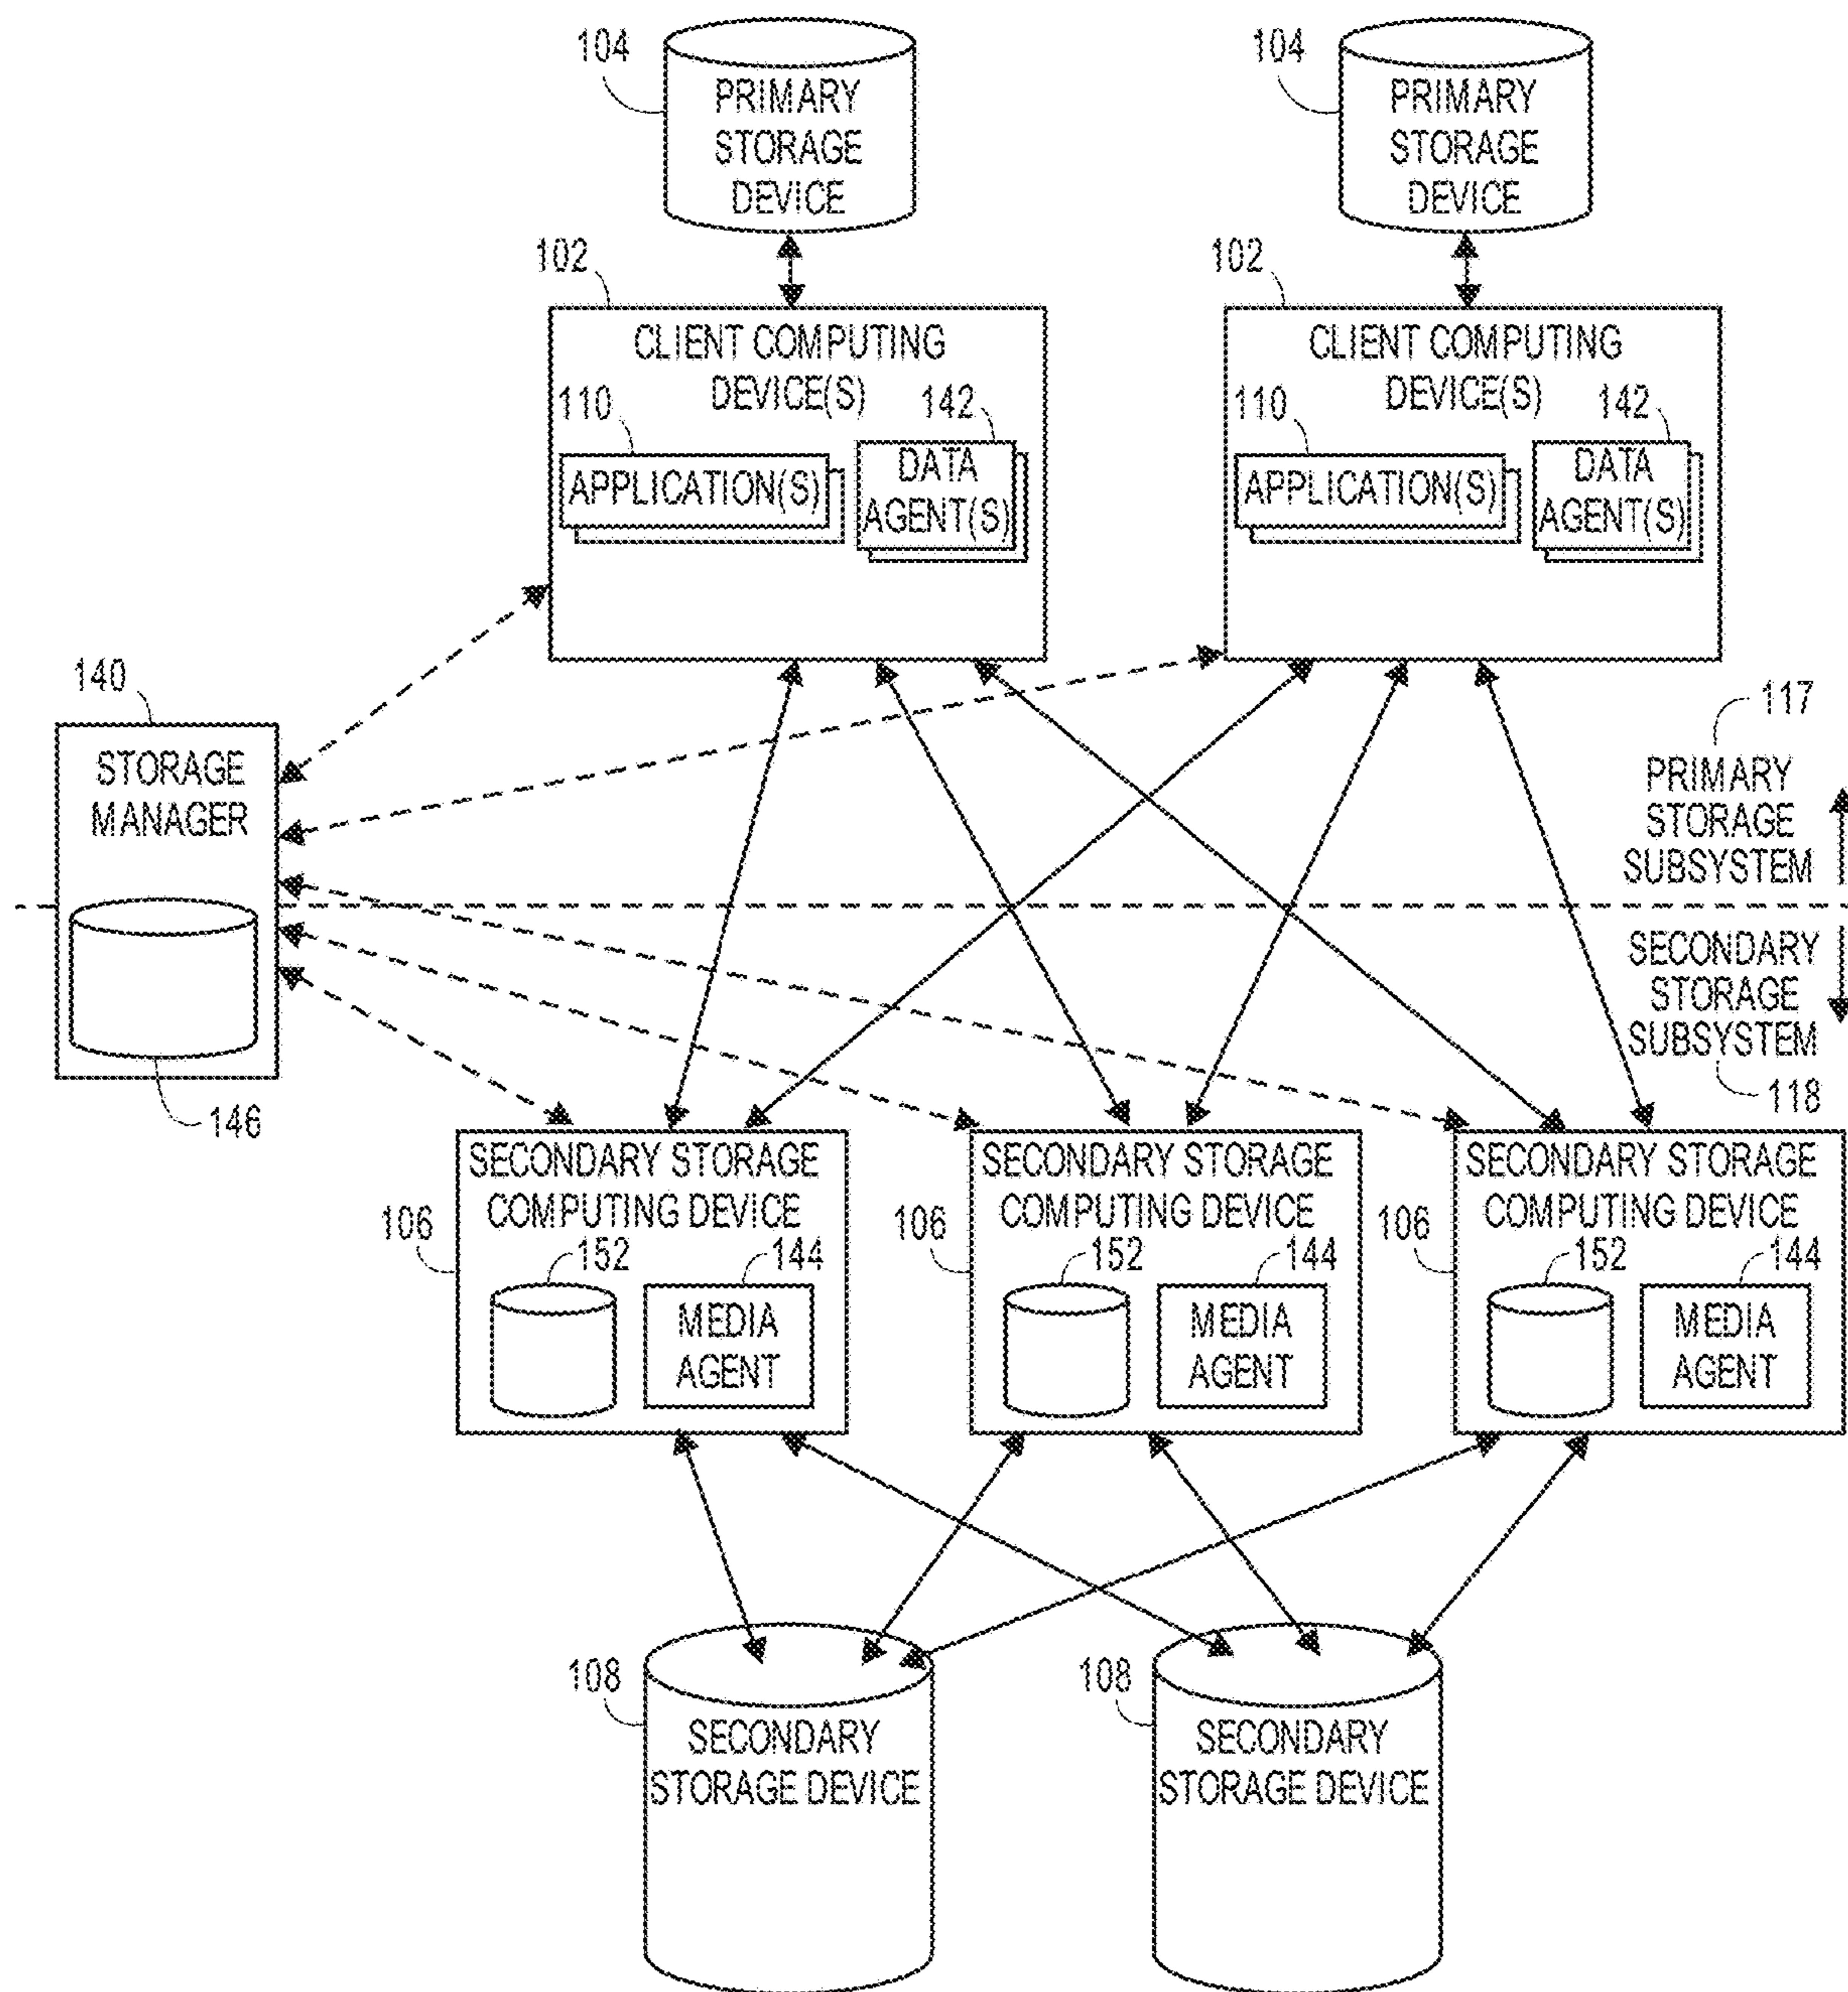 104
PRIMARY
STORAGE
DEVICE
104
PRIMARY
STORAGE
DEVICE
102
CLIENT COMPUTING
DEVICE(S)
110
APPLICATION(S)
142
DATA
AGENT(S)
102
CLIENT COMPUTING
DEVICE(S)
110
APPLICATION(S)
142
DATA
AGENT(S)
140
STORAGE
MANAGER
146
117
PRIMARY
STORAGE
SUBSYSTEM
SECONDARY
STORAGE
SUBSYSTEM
118
106
SECONDARY STORAGE
COMPUTING DEVICE
152
144
MEDIA
AGENT
106
SECONDARY STORAGE
COMPUTING DEVICE
152
144
MEDIA
AGENT
106
SECONDARY STORAGE
COMPUTING DEVICE
152
144
MEDIA
AGENT
108
SECONDARY
STORAGE DEVICE
108
SECONDARY
STORAGE DEVICE